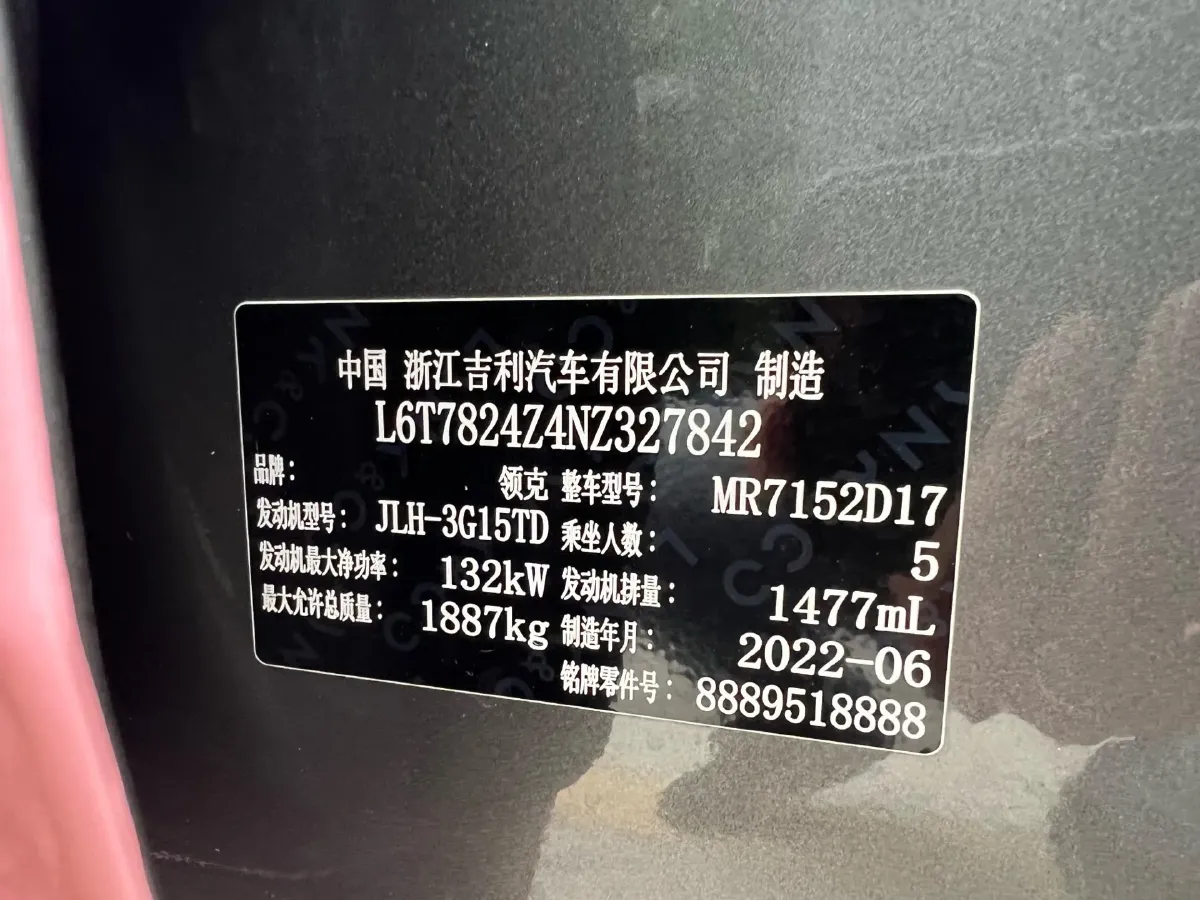 中国 浙江吉利汽车有限公司 制造
L6T7824Z4NZ327842
品牌： 领克 整车型号： MR7152D17
发动机型号： JLH-3G15TD 乘坐人数： 5
发动机最大净功率： 132kW 发动机排量： 1477mL
最大允许总质量： 1887kg 制造年月： 2022-06
铭牌零件号： 8889518888